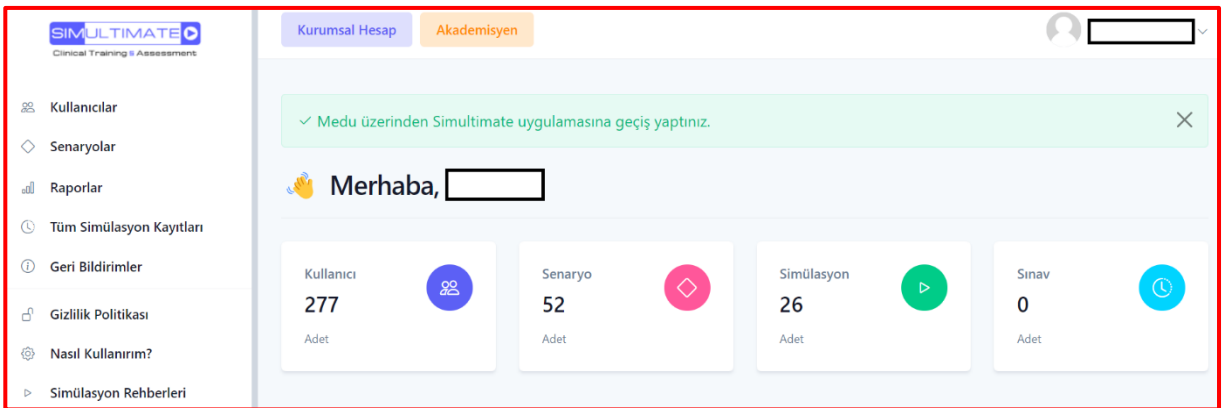 SIMULTIMATE
Clinical Training & Assessment
Kullanıcılar
Senaryolar
Raporlar
Tüm Simülasyon Kayıtları
Geri Bildirimler
Gizlilik Politikası
Nasıl Kullanırım?
Simülasyon Rehberleri
Kurumsal Hesap
Akademisyen
Medu üzerinden Simultimate uygulamasına geçiş yaptınız.
Merhaba,
Kullanıcı
277
Adet
Senaryo
52
Adet
Simülasyon
26
Adet
Sınav
0
Adet